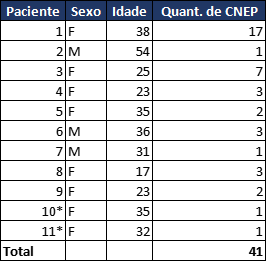 Paciente Sexo Idade Quant. de CNEP
1 F 38 17
2 M 54 1
3 F 25 7
4 F 23 3
5 F 35 2
6 M 36 3
7 M 31 1
8 F 17 3
9 F 23 2
10* F 35 1
11* F 32 1
Total 41